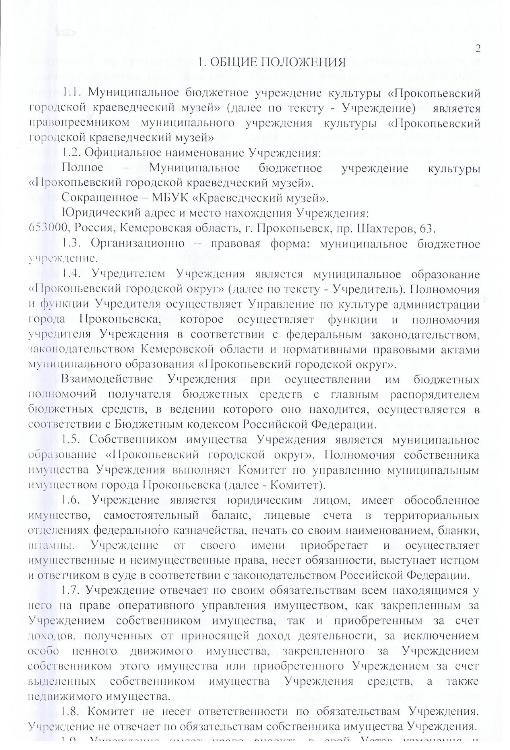 2
1. ОБЩИЕ ПОЛОЖЕНИЯ
1.1. Муниципальное бюджетное учреждение культуры «Прокопьевский
городской краеведческий музей» (далее по тексту - Учреждение) является
правопреемником муниципального учреждения культуры «Прокопьевский
городской краеведческий музей»
1.2. Официальное наименование Учреждения:
Полное – Муниципальное бюджетное учреждение культуры
«Прокопьевский городской краеведческий музей».
Сокращенное – МБУК «Краеведческий музей».
Юридический адрес и место нахождения Учреждения:
653000, Россия, Кемеровская область, г. Прокопьевск, пр. Шахтеров, 63.
1.3. Организационно – правовая форма: муниципальное бюджетное
учреждение.
1.4. Учредителем Учреждения является муниципальное образование
«Прокопьевский городской округ» (далее по тексту - Учредитель). Полномочия
и функции Учредителя осуществляет Управление по культуре администрации
города Прокопьевска, которое осуществляет функции и полномочия
учредителя Учреждения в соответствии с федеральным законодательством,
законодательством Кемеровской области и нормативными правовыми актами
муниципального образования «Прокопьевский городской округ».
Взаимодействие Учреждения при осуществлении им бюджетных
полномочий получателя бюджетных средств с главным распорядителем
бюджетных средств, в ведении которого оно находится, осуществляется в
соответствии с Бюджетным кодексом Российской Федерации.
1.5. Собственником имущества Учреждения является муниципальное
образование «Прокопьевский городской округ». Полномочия собственника
имущества Учреждения выполняет Комитет по управлению муниципальным
имуществом города Прокопьевска (далее - Комитет).
1.6. Учреждение является юридическим лицом, имеет обособленное
имущество, самостоятельный баланс, лицевые счета в территориальных
отделениях федерального казначейства, печать со своим наименованием, бланки,
штампы. Учреждение от своего имени приобретает и осуществляет
имущественные и неимущественные права, несет обязанности, выступает истцом
и ответчиком в суде в соответствии с законодательством Российской Федерации.
1.7. Учреждение отвечает по своим обязательствам всем находящимся у
него на праве оперативного управления имуществом, как закрепленным за
Учреждением собственником имущества, так и приобретенным за счет
доходов, полученных от приносящей доход деятельности, за исключением
особо ценного движимого имущества, закрепленного за Учреждением
собственником этого имущества или приобретенного Учреждением за счет
выделенных собственником имущества Учреждения средств, а также
недвижимого имущества.
1.8. Комитет не несет ответственности по обязательствам Учреждения.
Учреждение не отвечает по обязательствам собственника имущества Учреждения.
1.9. Учреждение имеет право вносить в свой Устав изменения и